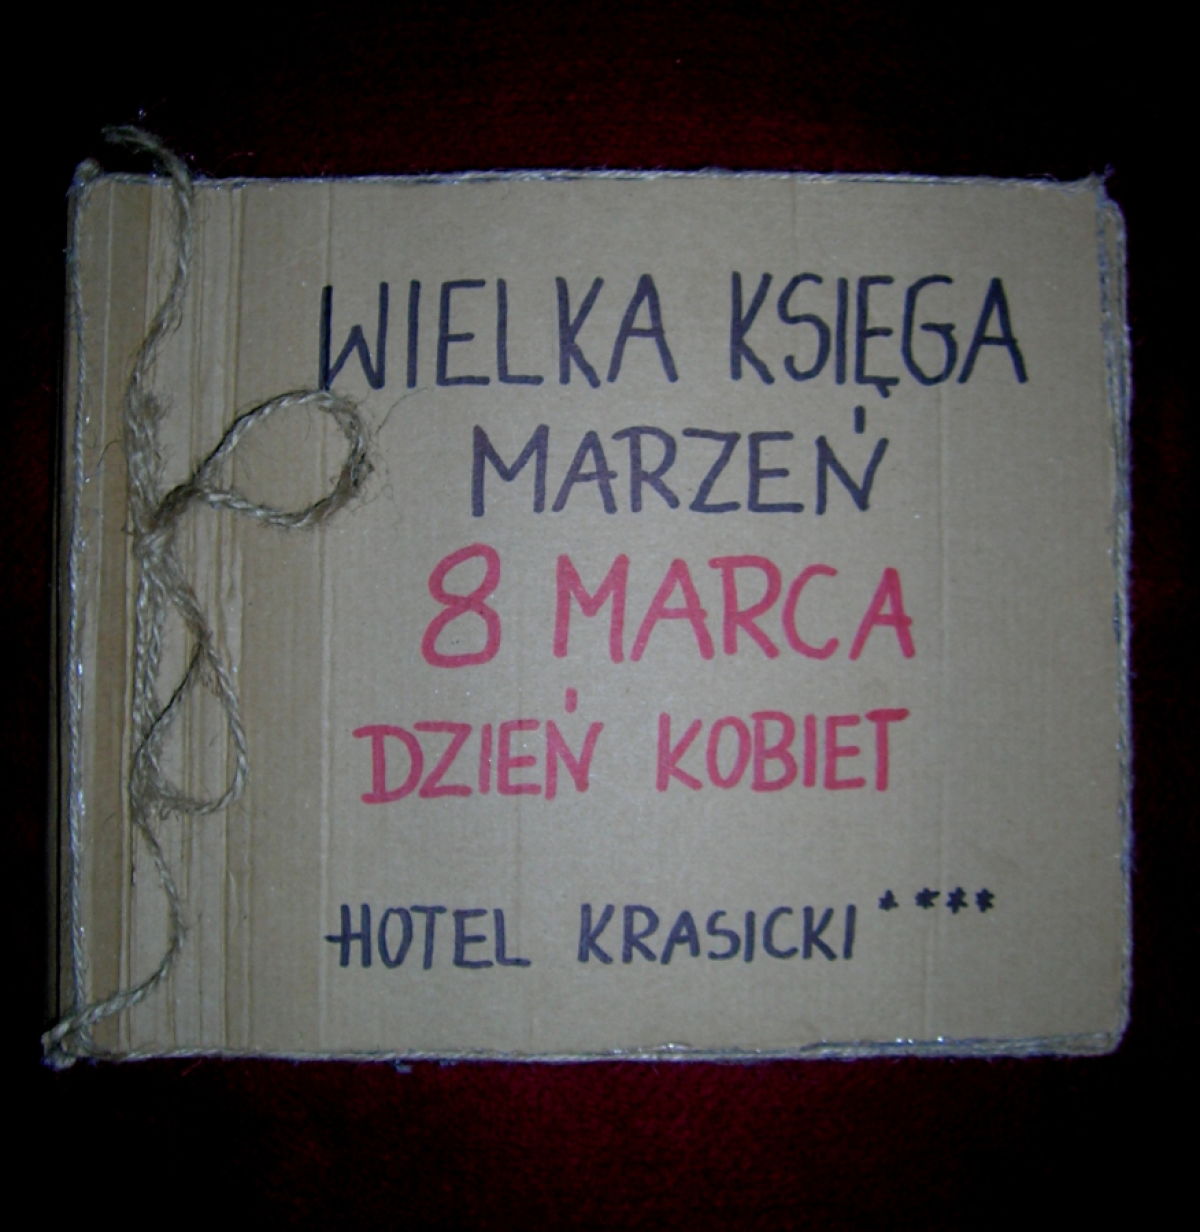 WIELKA KSIĘGA
MARZEŃ
8 MARCA
DZIEŃ KOBIET
HOTEL KRASICKI****